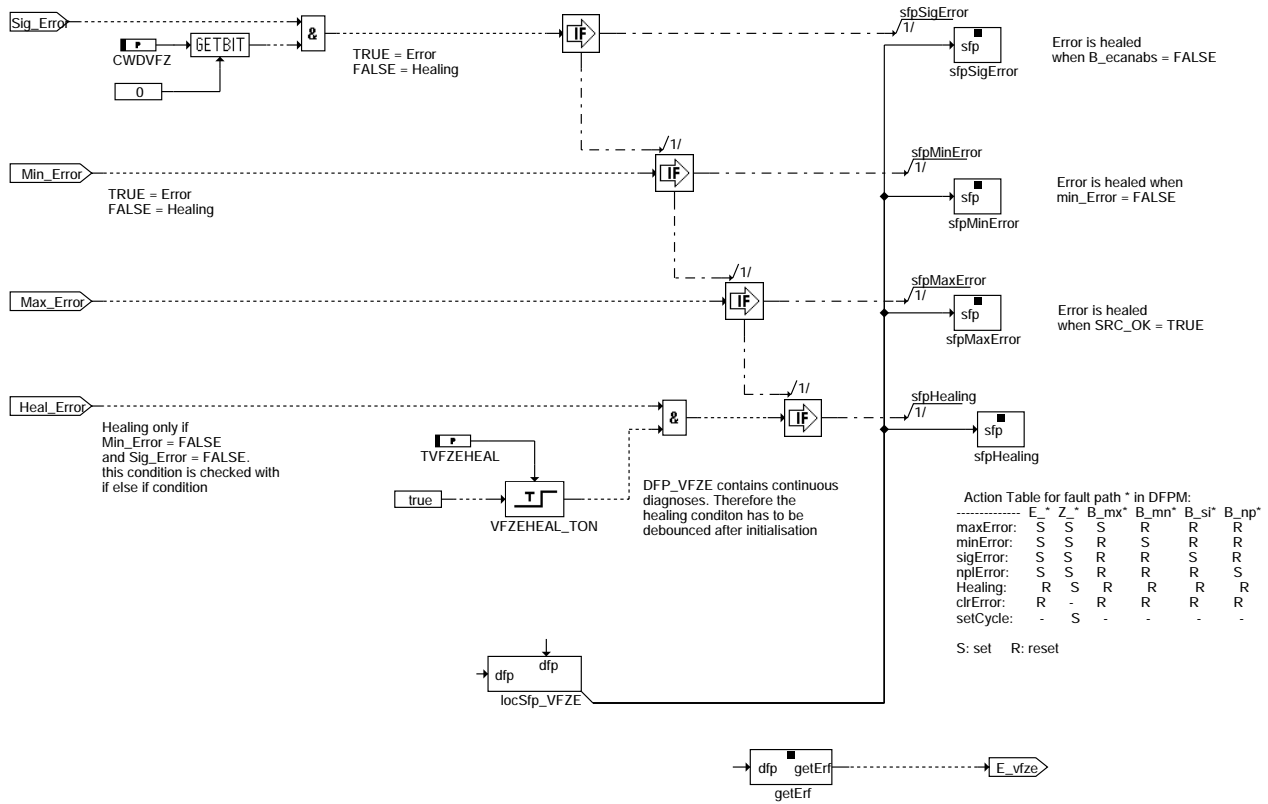 Sig_Error
P
CWDVFZ
GETBIT
0
&
TRUE = Error
FALSE = Healing
IF
sfpSigError
1/
sfp
sfpSigError
Error is healed
when B_ecanabs = FALSE
1/
Min_Error
TRUE = Error
FALSE = Healing
IF
sfpMinError
1/
sfp
sfpMinError
Error is healed when
min_Error = FALSE
1/
Max_Error
IF
sfpMaxError
1/
sfp
sfpMaxError
Error is healed
when SRC_OK = TRUE
1/
Heal_Error
Healing only if
Min_Error = FALSE
and Sig_Error = FALSE.
this condition is checked with
if else if condition
P
TVFZEHEAL
true
T
VFZEHEAL_TON
&
IF
sfpHealing
1/
sfp
sfpHealing
DFP_VFZE contains continuous
diagnoses. Therefore the
healing conditon has to be
debounced after initialisation
Action Table for fault path * in DFPM:
-------------- E_* Z_* B_mx* B_mn* B_si* B_np*
maxError: S S S R R R
minError: S S R S R R
sigError: S S R R S R
nplError: S S R R R S
Healing: R S R R R R
clrError: R - R R R R
setCycle: - S - - - -
S: set R: reset
dfp
dfp
locSfp_VFZE
dfp getErf
getErf
E_vfze